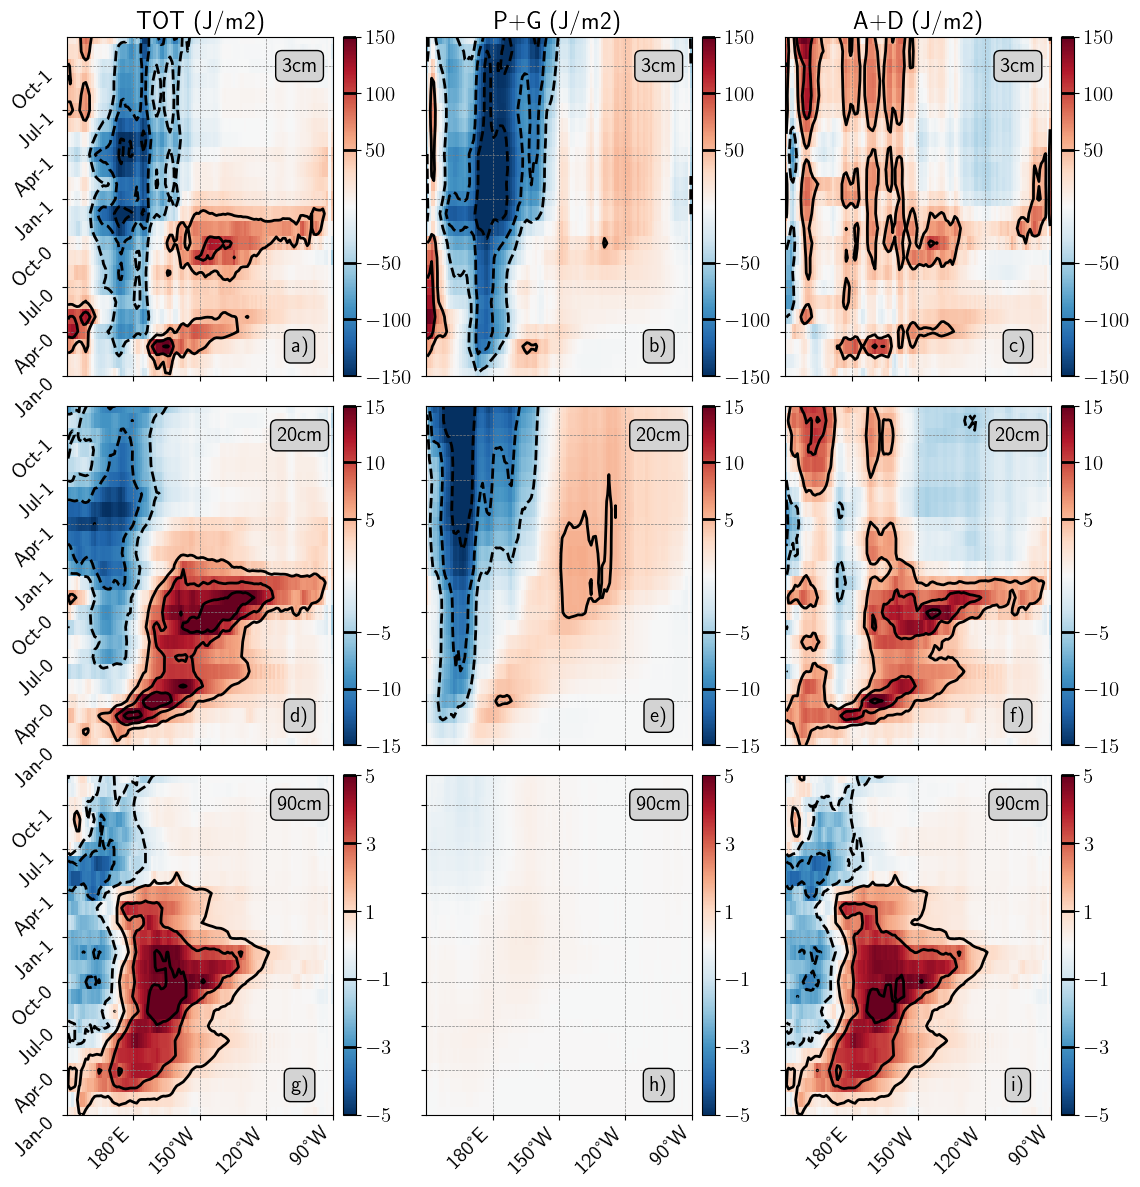 TOT (J/m2)
P+G (J/m2)
A+D (J/m2)
3cm
3cm
3cm
150
100
50
−50
−100
−150
150
100
50
−50
−100
−150
150
100
50
−50
−100
−150
Oct-1
Jul-1
Apr-1
Jan-1
Oct-0
Jul-0
Apr-0
Jan-0
a)
b)
c)
20cm
20cm
20cm
15
10
5
−5
−10
−15
15
10
5
−5
−10
−15
15
10
5
−5
−10
−15
Oct-1
Jul-1
Apr-1
Jan-1
Oct-0
Jul-0
Apr-0
Jan-0
d)
e)
f)
90cm
90cm
90cm
5
3
1
−1
−3
−5
5
3
1
−1
−3
−5
5
3
1
−1
−3
−5
Oct-1
Jul-1
Apr-1
Jan-1
Oct-0
Jul-0
Apr-0
Jan-0
g)
h)
i)
180°E
150°W
120°W
90°W
180°E
150°W
120°W
90°W
180°E
150°W
120°W
90°W